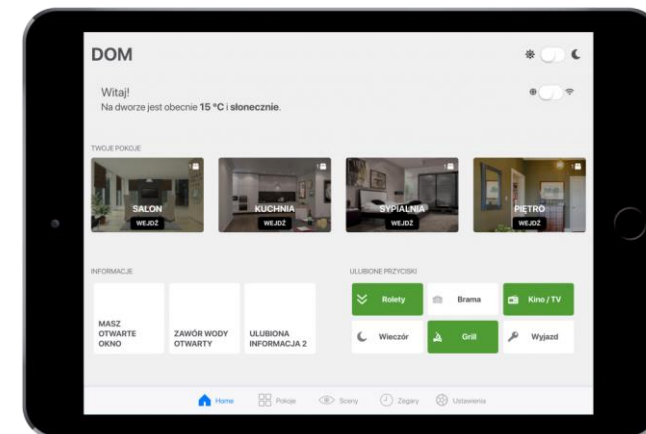 DOM
Witaj!
Na dworze jest obecnie 15 °C i słonecznie.
TWOJE POKOJE
SALON
WEJDŹ
KUCHNIA
WEJDŹ
SYPIALNIA
WEJDŹ
PIĘTRO
WEJDŹ
INFORMACJE
MASZ
OTWARTE
OKNO
ZAWÓR WODY
OTWARTY
ULUBIONA
INFORMACJA 2
ULUBIONE PRZYCISKI
Rolety
Brama
Kino / TV
Wieczór
Grill
Wyjazd
Home
Pokoje
Sceny
Zegary
Ustawienia